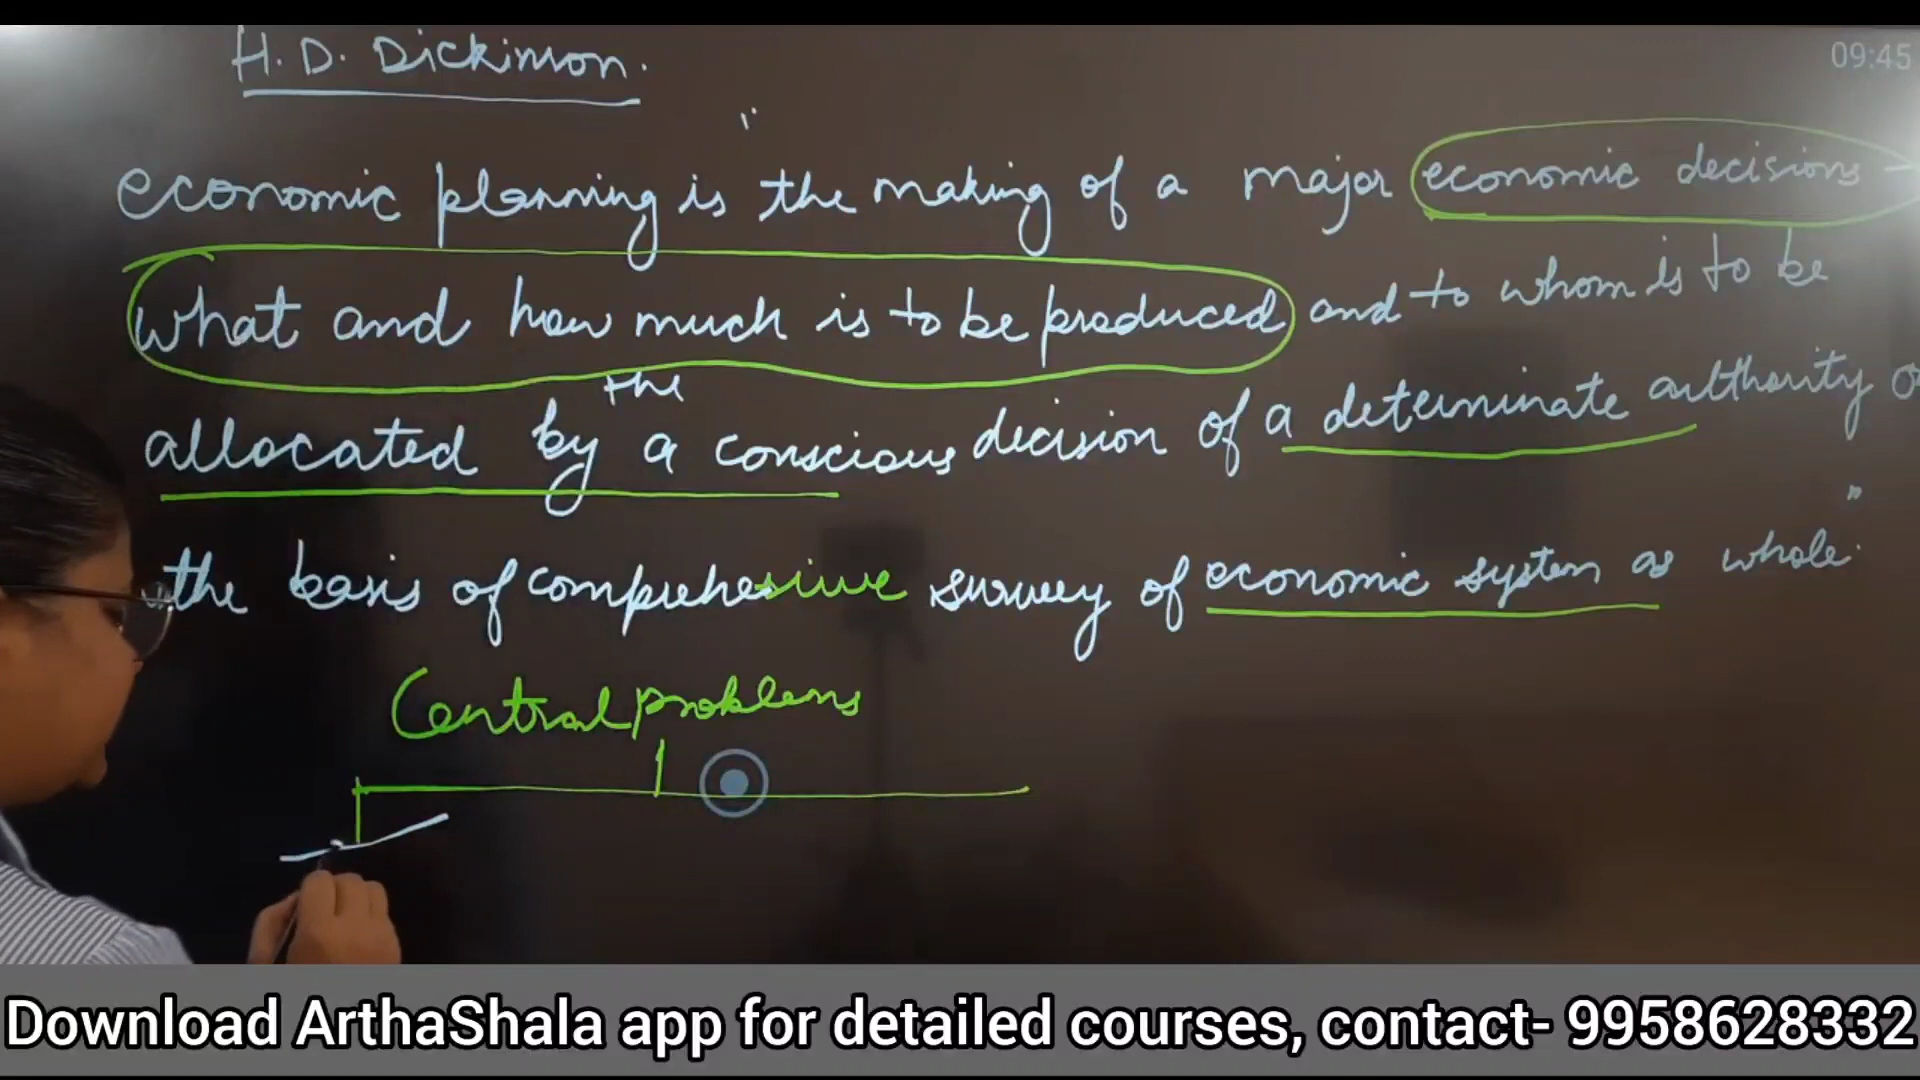 H. D. Dickinson.
09:45
economic planning is the making of a major economic decisions -
what and how much is to be produced and to whom is to be
the
allocated by a conscious decision of a determinate authority
the basis of comprehesive survey of economic system as whole. "
Central problems
Download ArthaShala app for detailed courses, contact- 9958628332